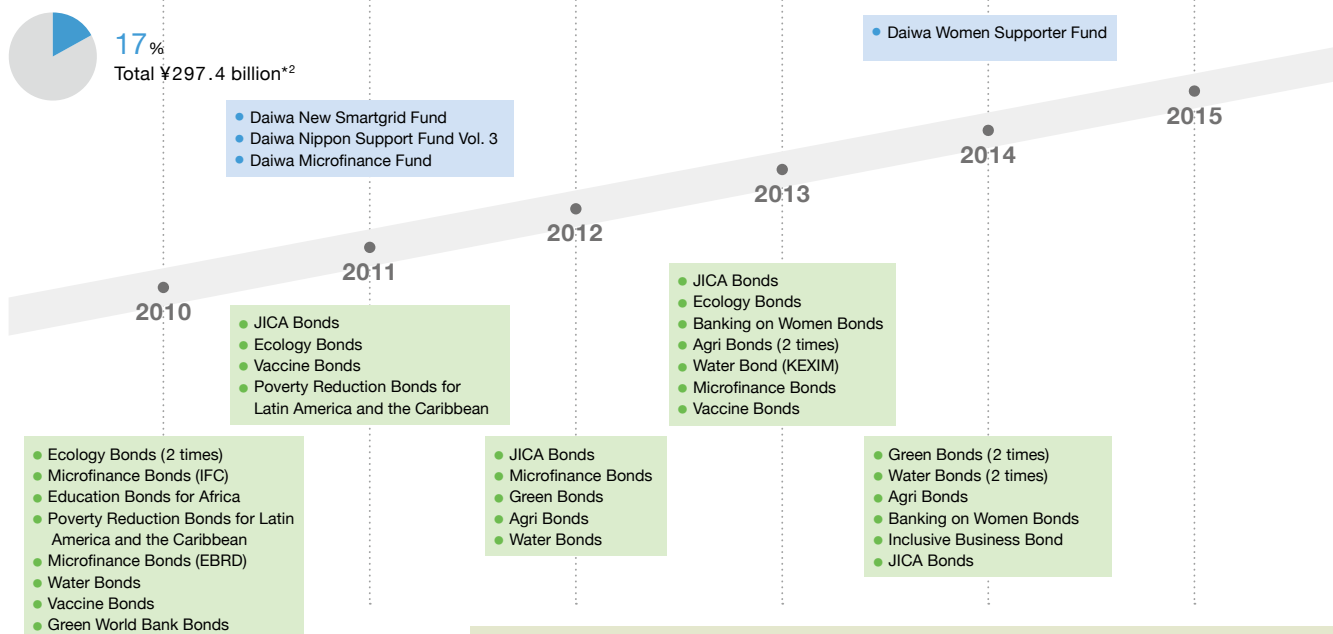 17%
Total ¥297.4 billion*2
• Daiwa Women Supporter Fund
• Daiwa New Smartgrid Fund
• Daiwa Nippon Support Fund Vol. 3
• Daiwa Microfinance Fund
2015
2014
2013
2012
2011
2010
• JICA Bonds
• Ecology Bonds
• Vaccine Bonds
• Poverty Reduction Bonds for
Latin America and the Caribbean
• JICA Bonds
• Ecology Bonds
• Banking on Women Bonds
• Agri Bonds (2 times)
• Water Bond (KEXIM)
• Microfinance Bonds
• Vaccine Bonds
• Ecology Bonds (2 times)
• Microfinance Bonds (IFC)
• Education Bonds for Africa
• Poverty Reduction Bonds for Latin
America and the Caribbean
• Microfinance Bonds (EBRD)
• Water Bonds
• Vaccine Bonds
• Green World Bank Bonds
• JICA Bonds
• Microfinance Bonds
• Green Bonds
• Agri Bonds
• Water Bonds
• Green Bonds (2 times)
• Water Bonds (2 times)
• Agri Bonds
• Banking on Women Bonds
• Inclusive Business Bond
• JICA Bonds